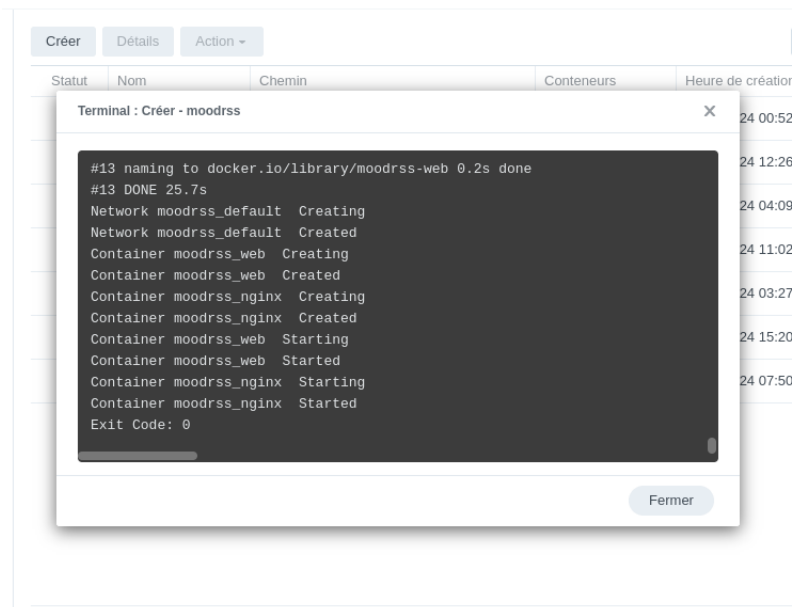 Créer Détails Action
Statut Nom Chemin Conteneurs Heure de création
Terminal : Créer - moodrss
24 00:52
#13 naming to docker.io/library/moodrss-web 0.2s done
24 12:26
#13 DONE 25.7s
Network moodrss_default Creating
24 04:09
Network moodrss_default Created
Container moodrss_web Creating
24 11:02
Container moodrss_web Created
Container moodrss_nginx Creating
24 03:27
Container moodrss_nginx Created
Container moodrss_web Starting
24 15:20
Container moodrss_web Started
Container moodrss_nginx Starting
24 07:50
Container moodrss_nginx Started
Exit Code: 0
Fermer